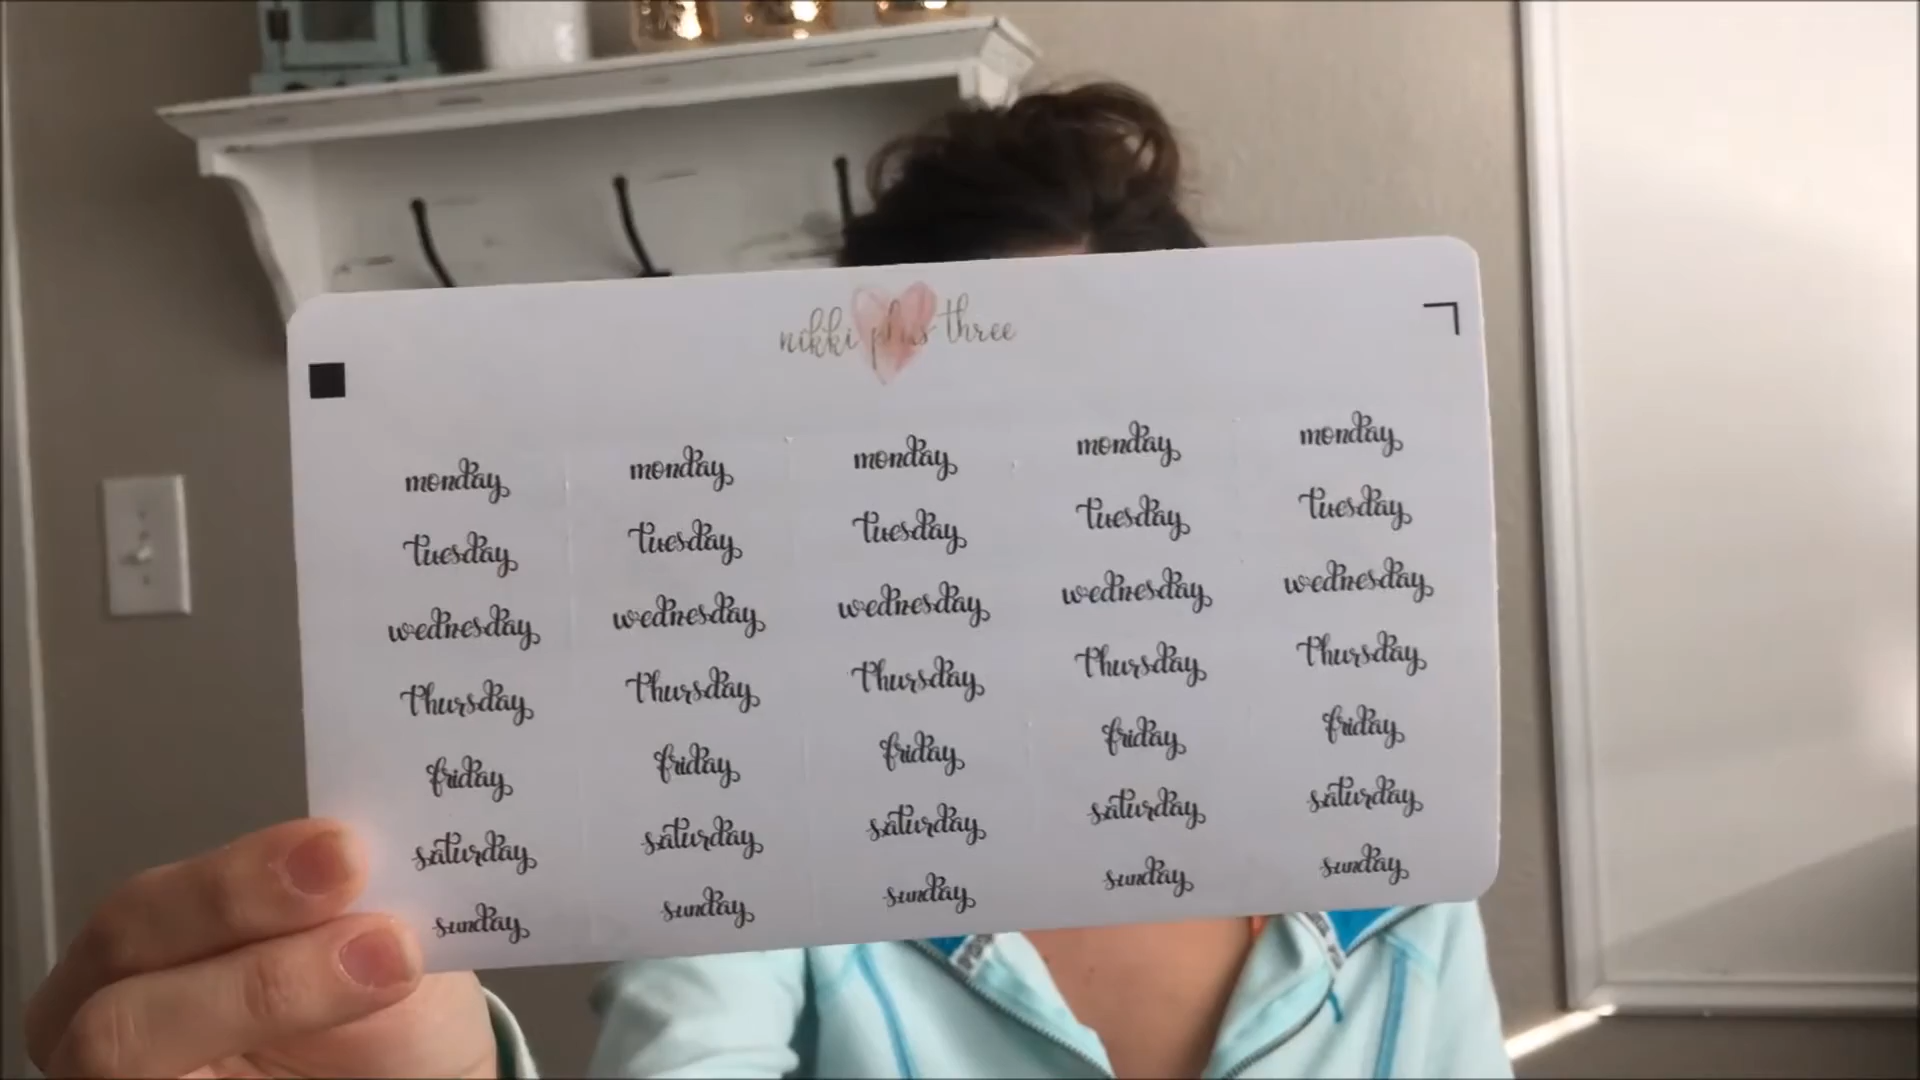 nikki plus three
monday monday monday monday monday
tuesday tuesday tuesday tuesday tuesday
wednesday wednesday wednesday wednesday wednesday
thursday thursday thursday thursday thursday
friday friday friday friday friday
saturday saturday saturday saturday saturday
sunday sunday sunday sunday sunday